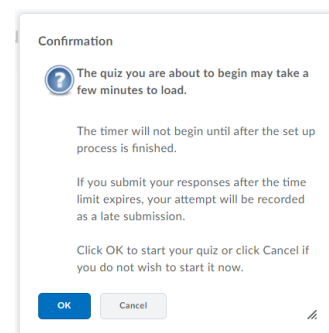 Confirmation
The quiz you are about to begin may take a
few minutes to load.
The timer will not begin until after the set up
process is finished.
If you submit your responses after the time
limit expires, your attempt will be recorded
as a late submission.
Click OK to start your quiz or click Cancel if
you do not wish to start it now.
OK
Cancel